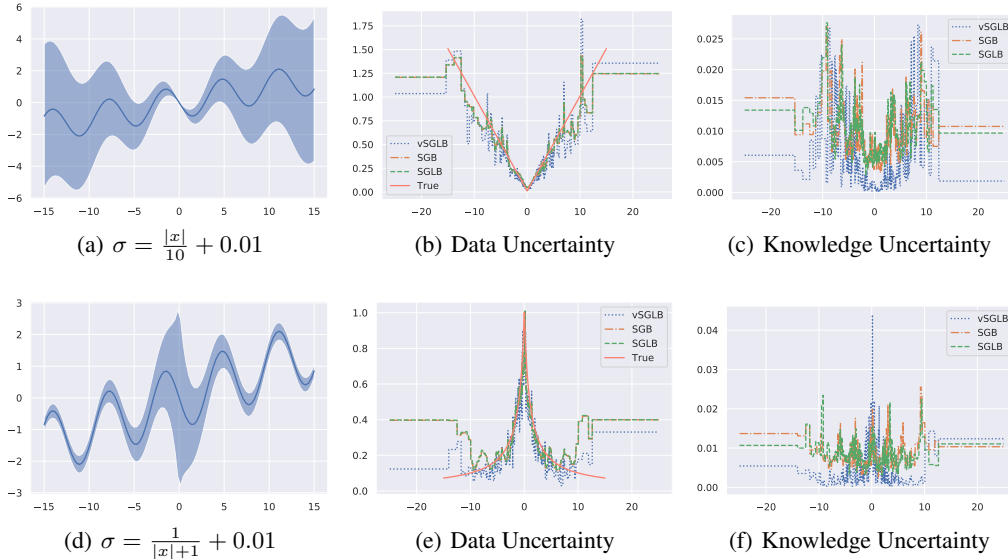 6
4
2
0
−2
−4
−6
−15 −10 −5 0 5 10 15
(a) σ = |x|/10 + 0.01
1.75
1.50
1.25
1.00
0.75
0.50
0.25
0.00
vSGLB
SGB
SGLB
True
−20 −10 0 10 20
(b) Data Uncertainty
0.025
0.020
0.015
0.010
0.005
0.000
vSGLB
SGB
SGLB
−20 −10 0 10 20
(c) Knowledge Uncertainty
3
2
1
0
−1
−2
−3
−15 −10 −5 0 5 10 15
(d) σ = 1/(|x|+1) + 0.01
1.0
0.8
0.6
0.4
0.2
0.0
vSGLB
SGB
SGLB
True
−20 −10 0 10 20
(e) Data Uncertainty
0.04
0.03
0.02
0.01
0.00
vSGLB
SGB
SGLB
−20 −10 0 10 20
(f) Knowledge Uncertainty